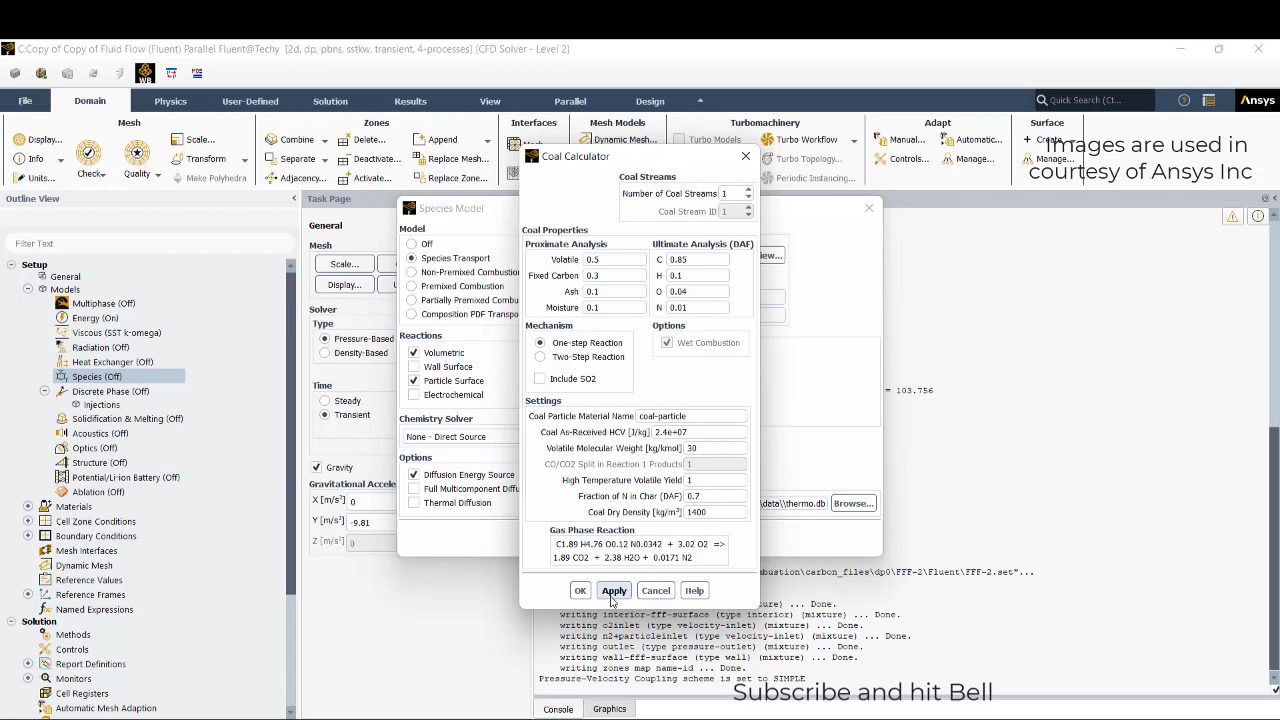 C:Copy of Copy of Fluid Flow (Fluent) Parallel Fluent@Techy [2d, dp, pbns, sstkw, transient, 4-processes] [CFD Solver - Level 2]
File Domain Physics User-Defined Solution Results View Parallel Design Quick Search (Ct... Ansys
Mesh Zones Interfaces Mesh Models Turbomachinery Adapt Surface
Display... Scale... Combine Delete... Append Mesh... Dynamic Mesh... Turbo Models Turbo Workflow Manual... Automatic... Create
Info Check Quality Transform Separate Deactivate... Replace Mesh... Turbo Topology... Controls... Manage... Manage...
Units... Make Polyhedra Adjacency... Activate... Replace Zone... Periodic Instancing...
Images are used in
courtesy of Ansys Inc
Outline View
Filter Text
Setup
General
Models
Multiphase (Off)
Energy (On)
Viscous (SST k-omega)
Radiation (Off)
Heat Exchanger (Off)
Species (Off)
Discrete Phase (Off)
Injections
Solidification & Melting (Off)
Acoustics (Off)
Optics (Off)
Structure (Off)
Potential/Li-ion Battery (Off)
Ablation (Off)
Materials
Cell Zone Conditions
Boundary Conditions
Mesh Interfaces
Dynamic Mesh
Reference Values
Reference Frames
Named Expressions
Solution
Methods
Controls
Report Definitions
Monitors
Cell Registers
Automatic Mesh Adaption
Task Page
General
Mesh
Scale...
Display...
Solver
Type
Pressure-Based
Density-Based
Time
Steady
Transient
Gravity
Gravitational Accele
X [m/s²] 0
Y [m/s²] -9.81
Z [m/s²] 0
Species Model
Model
Off
Species Transport
Non-Premixed Combustion
Premixed Combustion
Partially Premixed Combu
Composition PDF Transpo
Reactions
Volumetric
Wall Surface
Particle Surface
Electrochemical
Chemistry Solver
None - Direct Source
Options
Diffusion Energy Source
Full Multicomponent Diffu
Thermal Diffusion
Coal Calculator
Coal Streams
Number of Coal Streams 1
Coal Stream ID 1
Coal Properties
Proximate Analysis Ultimate Analysis (DAF)
Volatile 0.5 C 0.85
Fixed Carbon 0.3 H 0.1
Ash 0.1 O 0.04
Moisture 0.1 N 0.01
Mechanism Options
One-step Reaction Wet Combustion
Two-Step Reaction
Include SO2
Settings
Coal Particle Material Name coal-particle
Coal As-Received HCV [J/kg] 2.4e+07
Volatile Molecular Weight [kg/kmol] 30
CO/CO2 Split in Reaction 1 Products 1
High Temperature Volatile Yield 1
Fraction of N in Char (DAF) 0.7
Coal Dry Density [kg/m³] 1400
Gas Phase Reaction
C1.89 H4.76 O0.12 N0.0342 + 3.02 O2 =>
1.89 CO2 + 2.38 H2O + 0.0171 N2
OK Apply Cancel Help
ew...
= 103.756
\data\\thermo.db Browse...
ombustion\carbon_files\dp0\FFF-2\Fluent\FFF-2.set"...
mixture) ... Done.
writing interior-fff-surface (type interior) (mixture) ... Done.
writing o2inlet (type velocity-inlet) (mixture) ... Done.
writing n2+particleinlet (type velocity-inlet) (mixture) ... Done.
writing outlet (type pressure-outlet) (mixture) ... Done.
writing wall-fff-surface (type wall) (mixture) ... Done.
writing zones map name-id ... Done.
Pressure-Velocity Coupling scheme is set to SIMPLE
Subscribe and hit Bell
Console Graphics